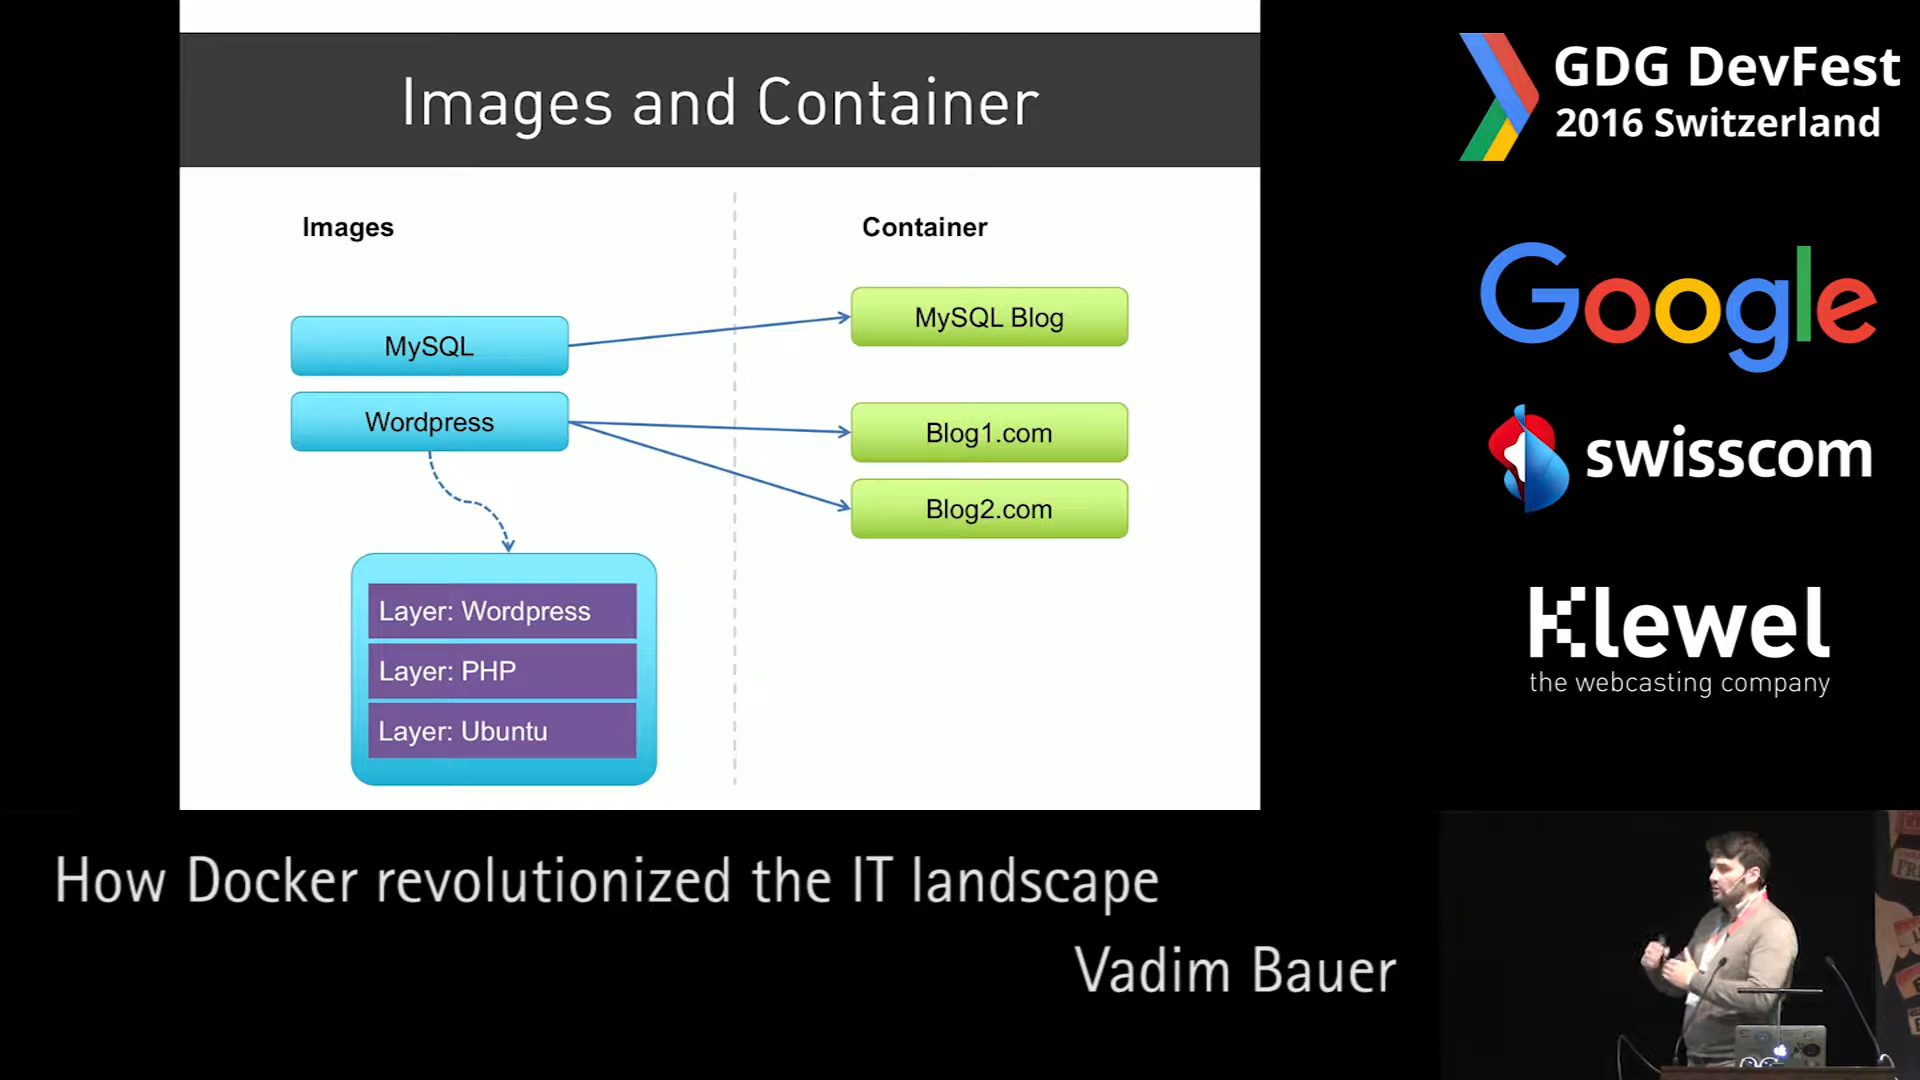 Images and Container
Images
Container
MySQL
Wordpress
MySQL Blog
Blog1.com
Blog2.com
Layer: Wordpress
Layer: PHP
Layer: Ubuntu
GDG DevFest
2016 Switzerland
Google
swisscom
Klewel
the webcasting company
How Docker revolutionized the IT landscape
Vadim Bauer